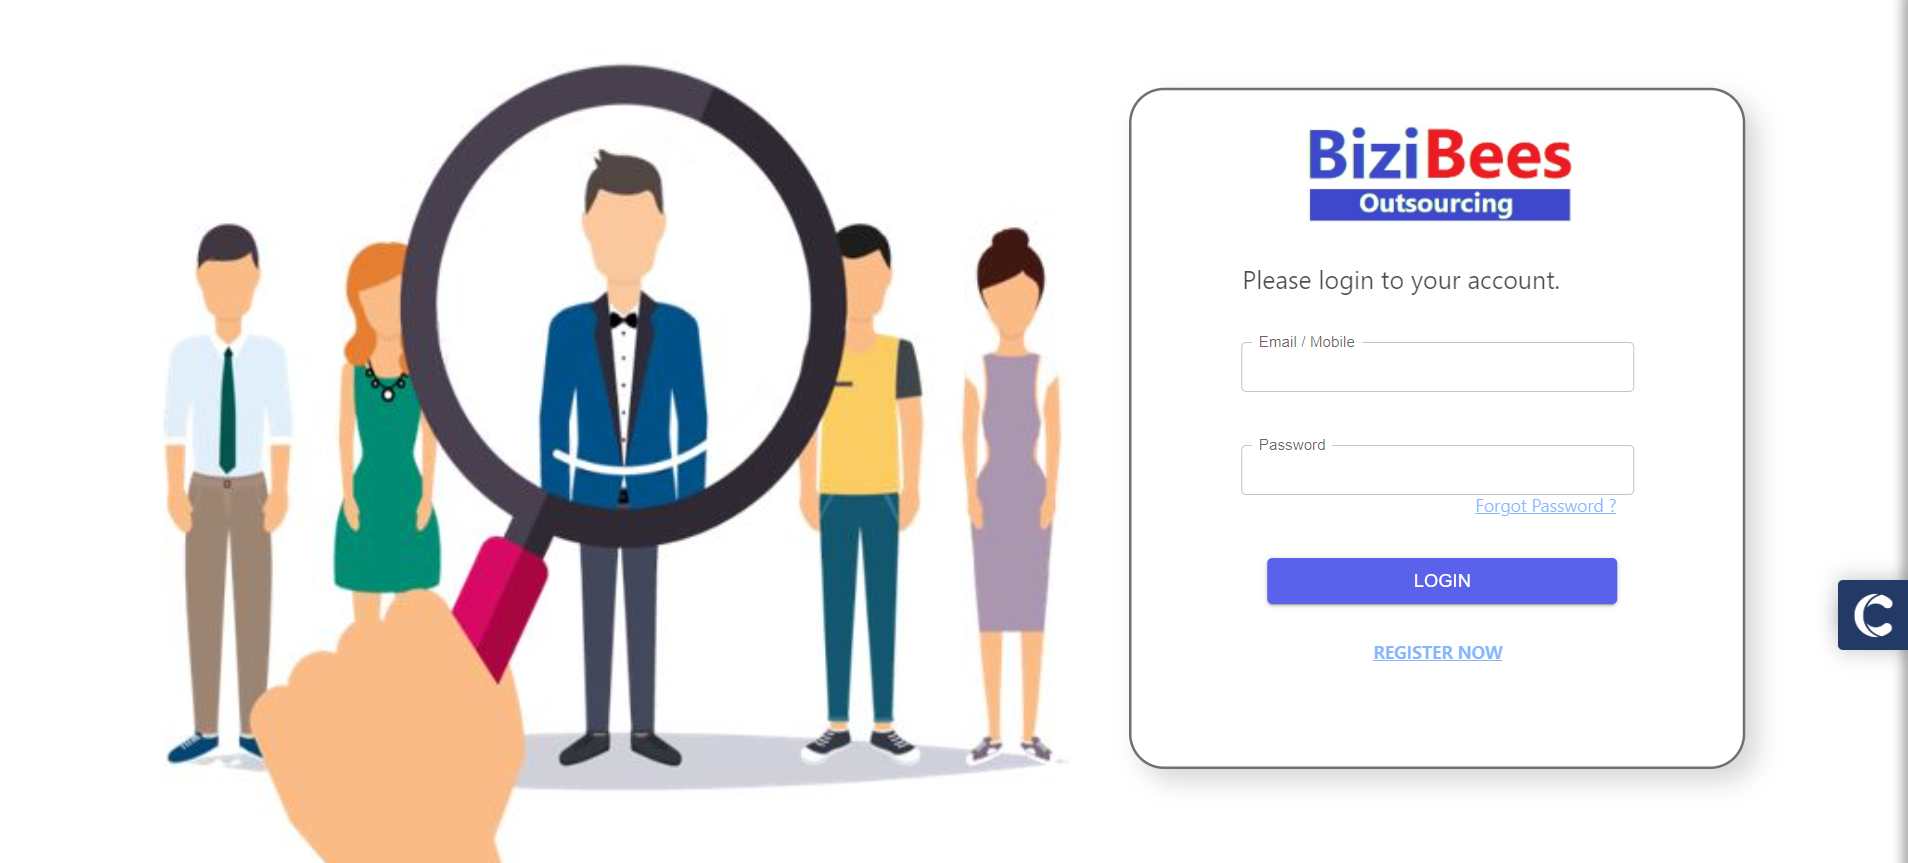 BiziBees
Outsourcing
Please login to your account.
Email / Mobile
Password
Forgot Password ?
LOGIN
REGISTER NOW